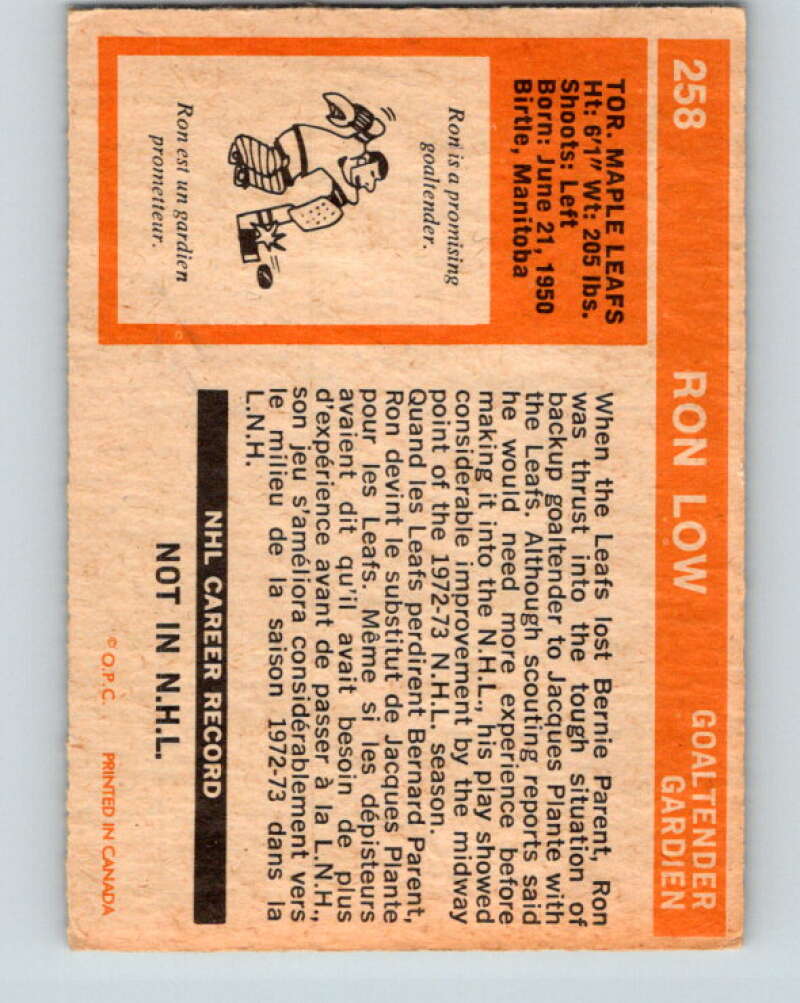 258
RON LOW
GOALTENDER
GARDIEN
TOR. MAPLE LEAFS
Ht: 6'1" Wt: 205 lbs.
Shoots: Left
Born: June 21, 1950
Birtle, Manitoba
Ron is a promising
goaltender.
Ron est un gardien
prometteur.
When the Leafs lost Bernie Parent, Ron
was thrust into the tough situation of
backup goaltender to Jacques Plante with
the Leafs. Although scouting reports said
he would need more experience before
making it into the N.H.L., his play showed
considerable improvement by the midway
point of the 1972-73 N.H.L. season.
Quand les Leafs perdirent Bernard Parent,
Ron devint le substitut de Jacques Plante
pour les Leafs. Même si les dépisteurs
avaient dit qu'il avait besoin de plus
d'expérience avant de passer à la L.N.H.,
son jeu s'améliora considérablement vers
le milieu de la saison 1972-73 dans la
L.N.H.
NHL CAREER RECORD
NOT IN N.H.L.
© O.P.C. PRINTED IN CANADA